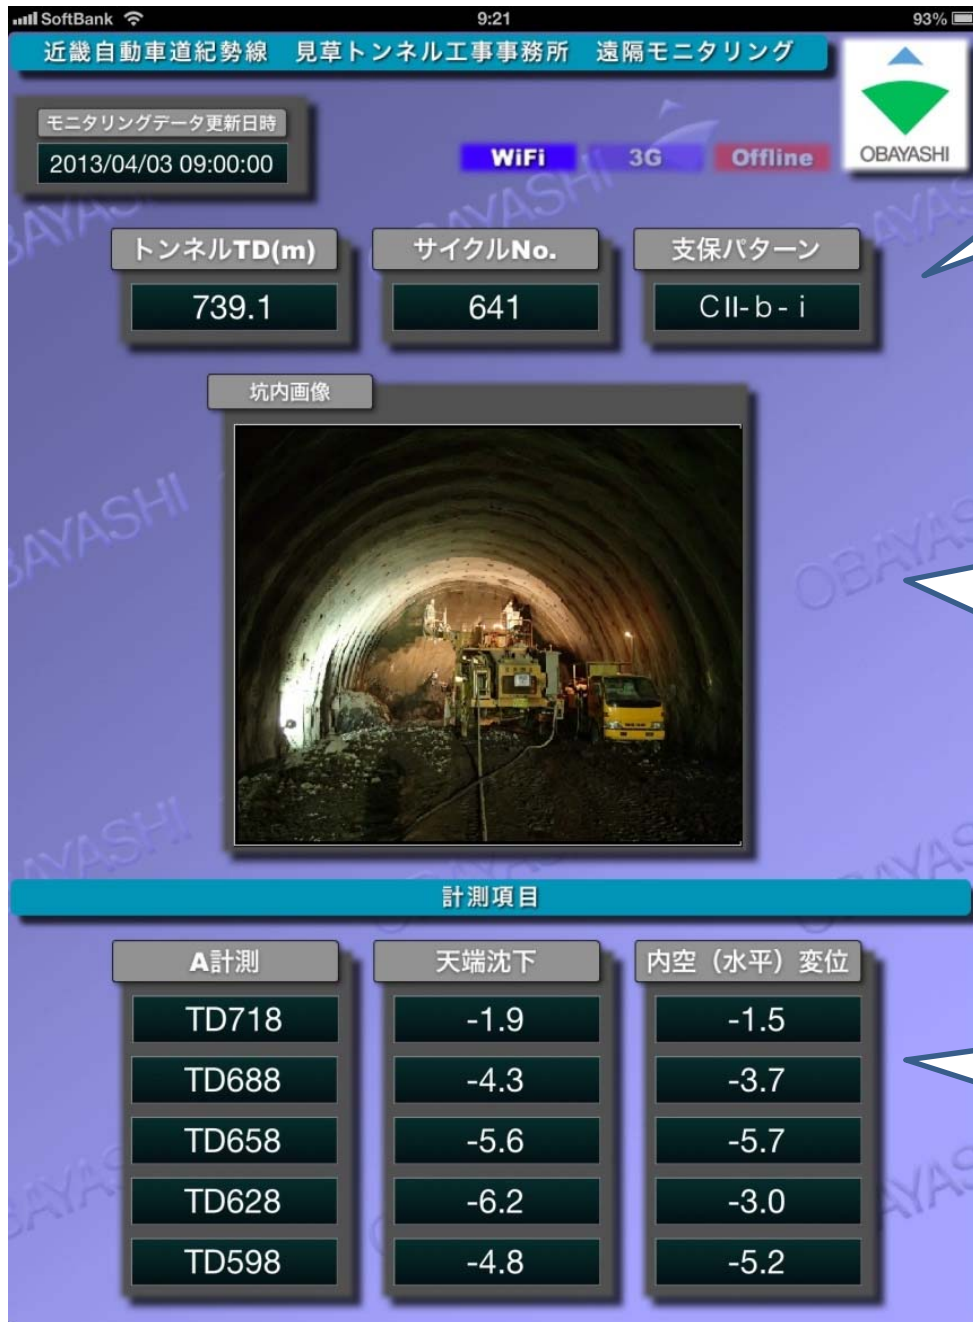 SoftBank 9:21 93%
近畿自動車道紀勢線 見草トンネル工事事務所 遠隔モニタリング
モニタリングデータ更新日時
2013/04/03 09:00:00
WiFi 3G Offline
OBAYASHI
トンネルTD(m) サイクルNo. 支保パターン
739.1 641 CⅡ-b-i
坑内画像
計測項目
A計測 天端沈下 内空（水平）変位
TD718 -1.9 -1.5
TD688 -4.3 -3.7
TD658 -5.6 -5.7
TD628 -6.2 -3.0
TD598 -4.8 -5.2